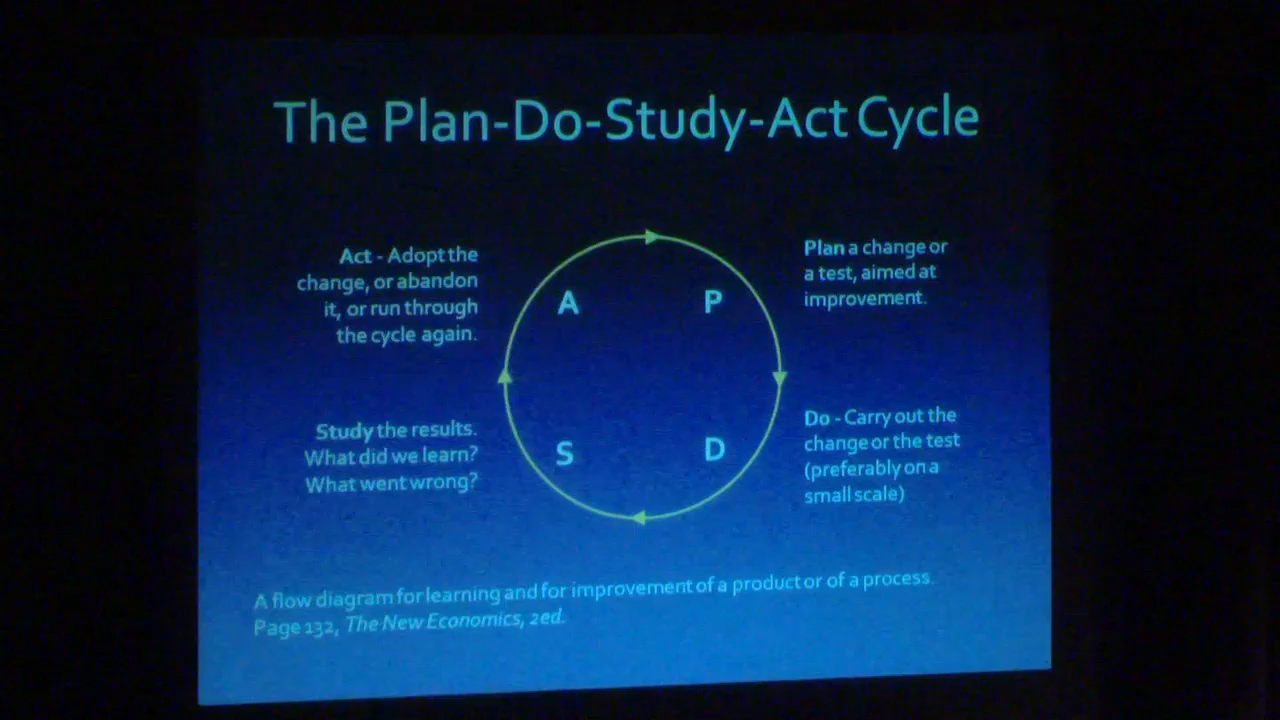 The Plan-Do-Study-Act Cycle
Act - Adopt the
change, or abandon
it, or run through
the cycle again.
A
P
Plan a change or
a test, aimed at
improvement.
Study the results.
What did we learn?
What went wrong?
S
D
Do - Carry out the
change or the test
(preferably on a
small scale)
A flow diagram for learning and for improvement of a product or of a process.
Page 132, The New Economics, 2ed.